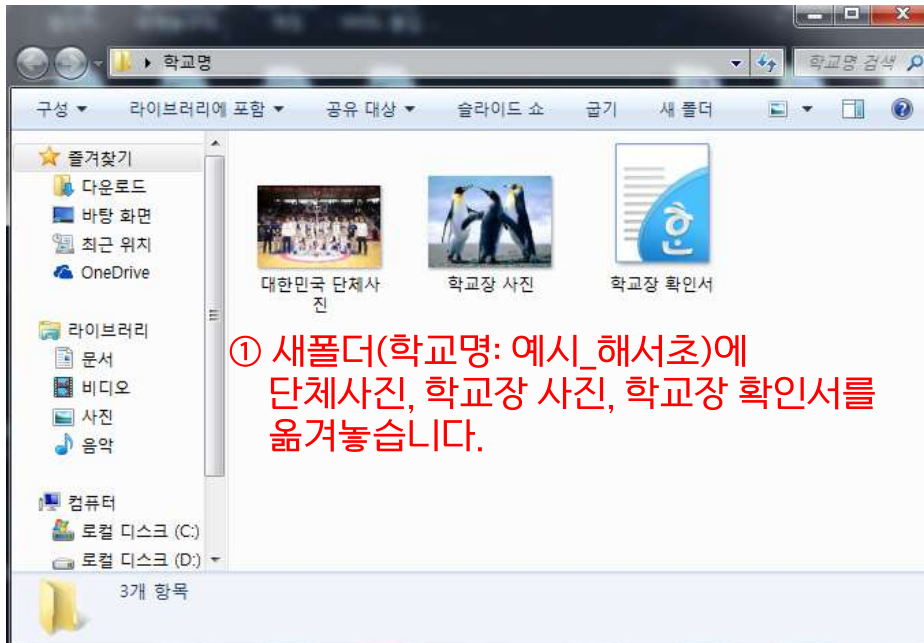 학교명
학교명 검색
구성
라이브러리에 포함
공유 대상
슬라이드 쇼
굽기
새 폴더
즐겨찾기
다운로드
바탕 화면
최근 위치
OneDrive
라이브러리
문서
비디오
사진
음악
컴퓨터
로컬 디스크 (C:)
로컬 디스크 (D:)
한
대한민국 단체사
진
학교장 사진
학교장 확인서
① 새폴더(학교명: 예시_해서초)에
단체사진, 학교장 사진, 학교장 확인서를
옮겨놓습니다.
3개 항목